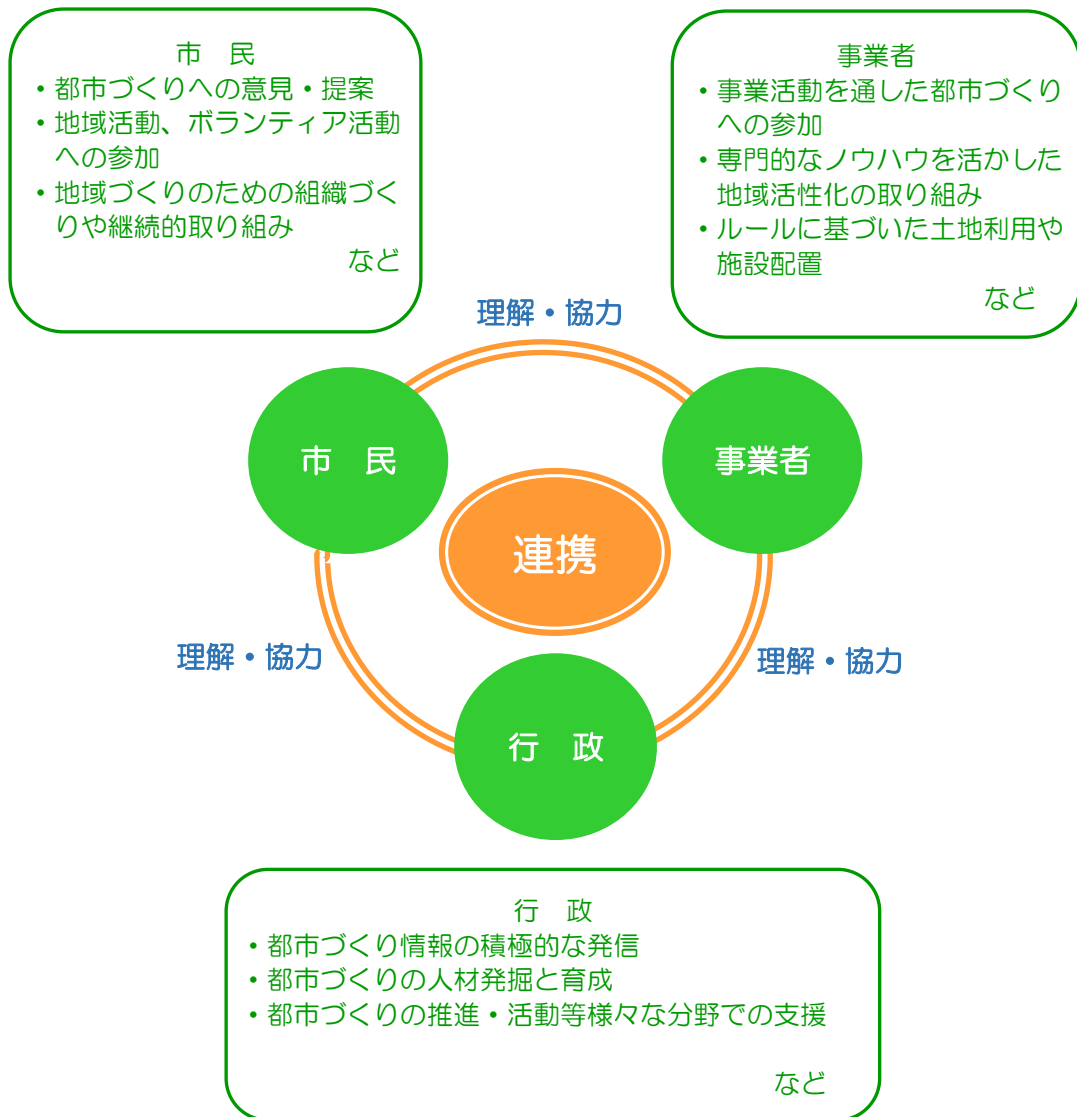 市　民
・都市づくりへの意見・提案
・地域活動、ボランティア活動
への参加
・地域づくりのための組織づく
りや継続的取り組み
など
事業者
・事業活動を通した都市づくり
への参加
・専門的なノウハウを活かした
地域活性化の取り組み
・ルールに基づいた土地利用や
施設配置
など
理解・協力
市　民
事業者
連携
理解・協力
理解・協力
行　政
行　政
・都市づくり情報の積極的な発信
・都市づくりの人材発掘と育成
・都市づくりの推進・活動等様々な分野での支援
など